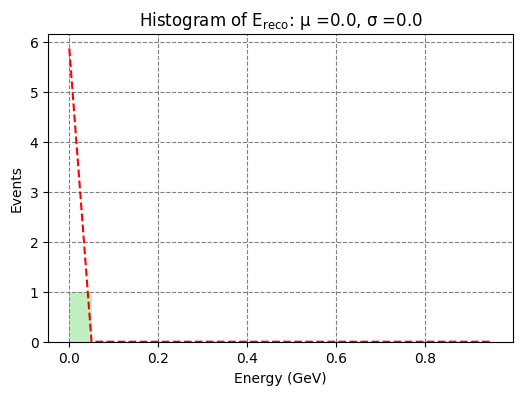 Histogram of E_reco: μ =0.0, σ =0.0
6
5
4
3
2
1
0
Events
0.0 0.2 0.4 0.6 0.8
Energy (GeV)